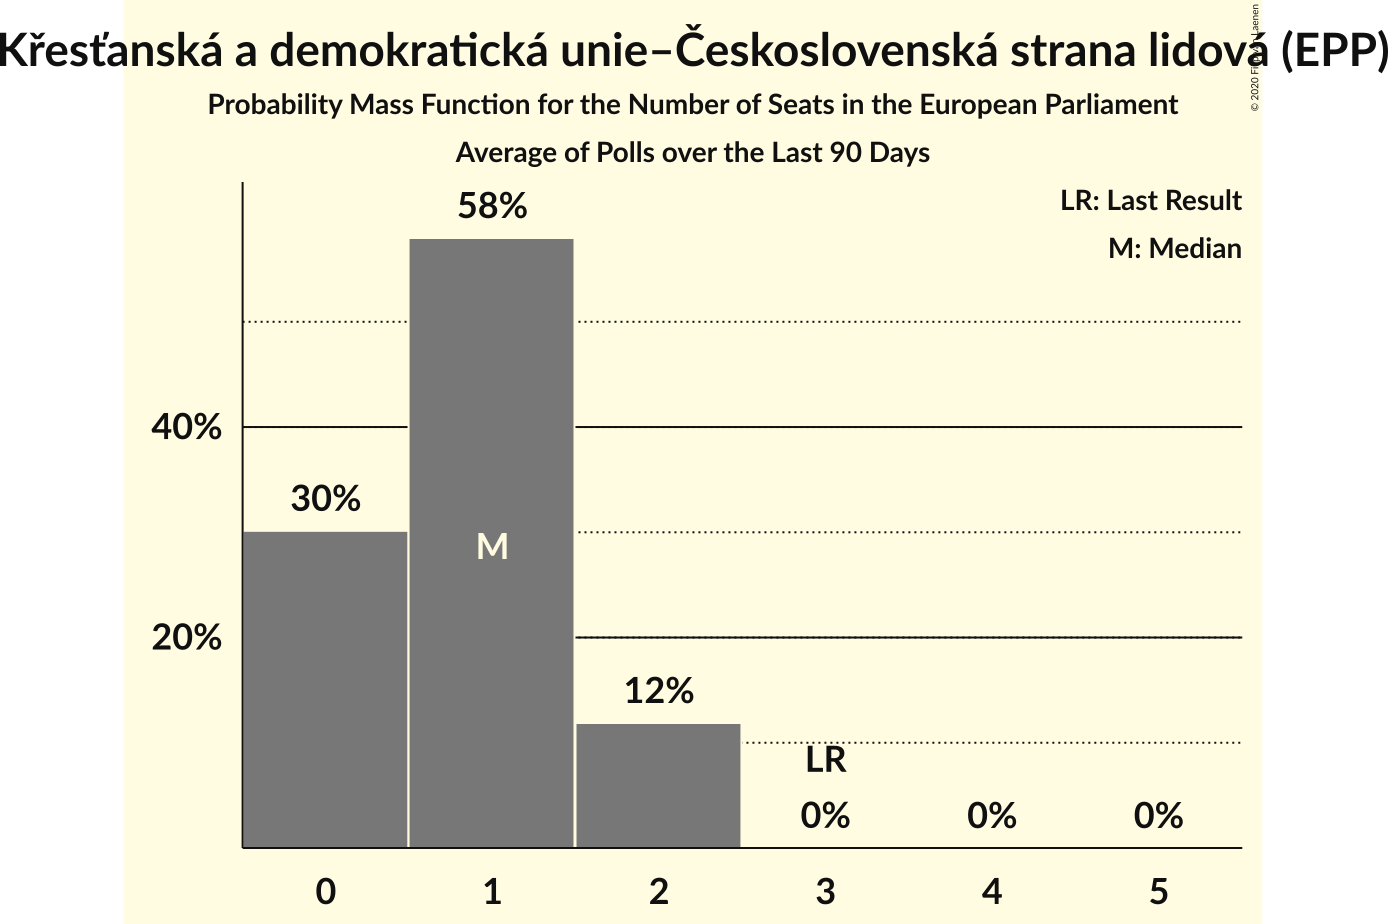 Křesťanská a demokratická unie–Československá strana lidová (EPP)
Probability Mass Function for the Number of Seats in the European Parliament
Average of Polls over the Last 90 Days
© 2020 Laenen
LR: Last Result
M: Median
58%
40%
30%
M
20%
12%
LR
0% 0% 0%
0 1 2 3 4 5